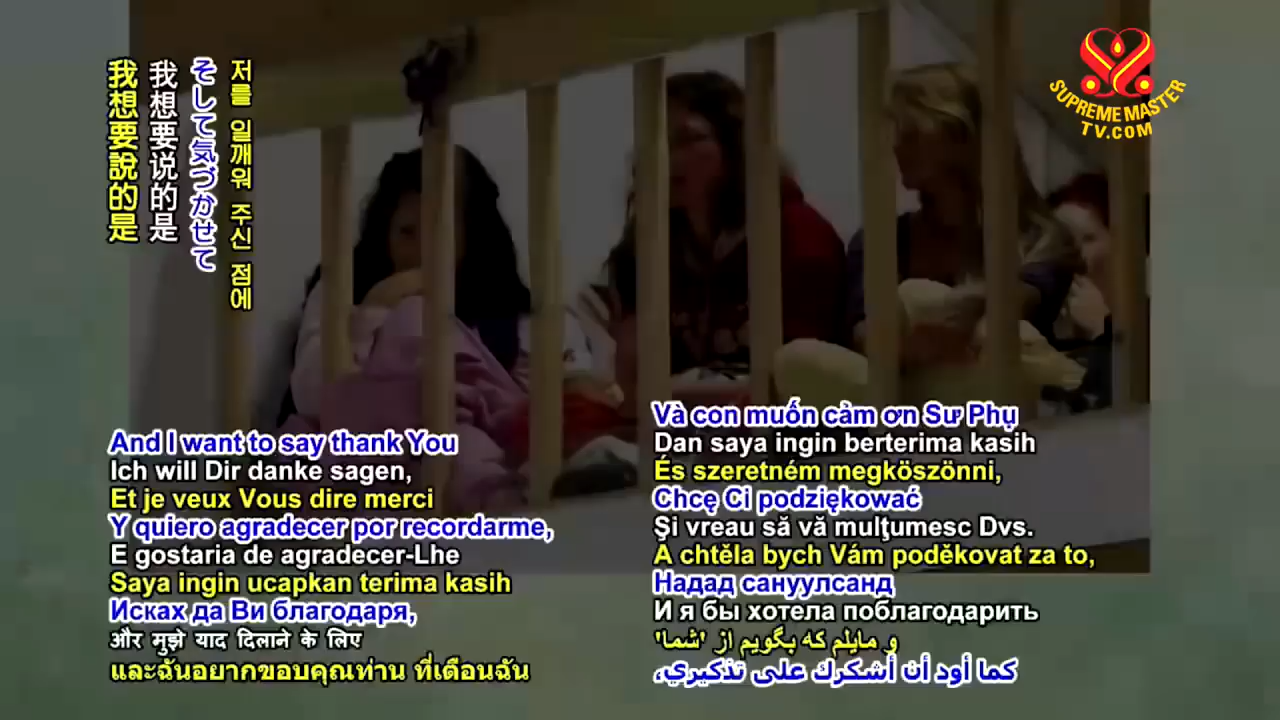 我想要說的是
我想要说的是
そして気づかせて
저를 일깨워 주신 점에
SUPREME MASTER
TV.COM
And I want to say thank You
Ich will Dir danke sagen,
Et je veux Vous dire merci
Y quiero agradecer por recordarme,
E gostaria de agradecer-Lhe
Saya ingin ucapkan terima kasih
Исках да Ви благодаря,
और मुझे याद दिलाने के लिए
และฉันอยากขอบคุณท่าน ที่เตือนฉัน
Và con muốn cảm ơn Sư Phụ
Dan saya ingin berterima kasih
És szeretném megköszönni,
Chcę Ci podziękować
Şi vreau să vă mulţumesc Dvs.
A chtěla bych Vám poděkovat za to,
Надад сануулсанд
И я бы хотела поблагодарить
و مایلم که بگویم از 'شما'
كما أود أن أشكرك على تذكيري،